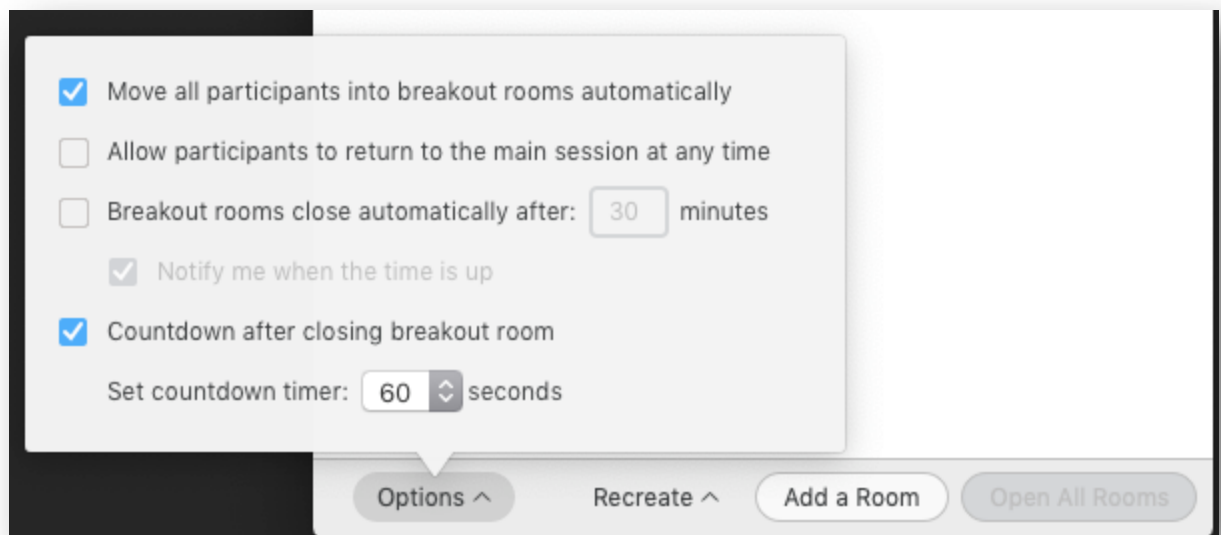 Move all participants into breakout rooms automatically
Allow participants to return to the main session at any time
Breakout rooms close automatically after: 30 minutes
Notify me when the time is up
Countdown after closing breakout room
Set countdown timer: 60 seconds
Options Recreate Add a Room Open All Rooms